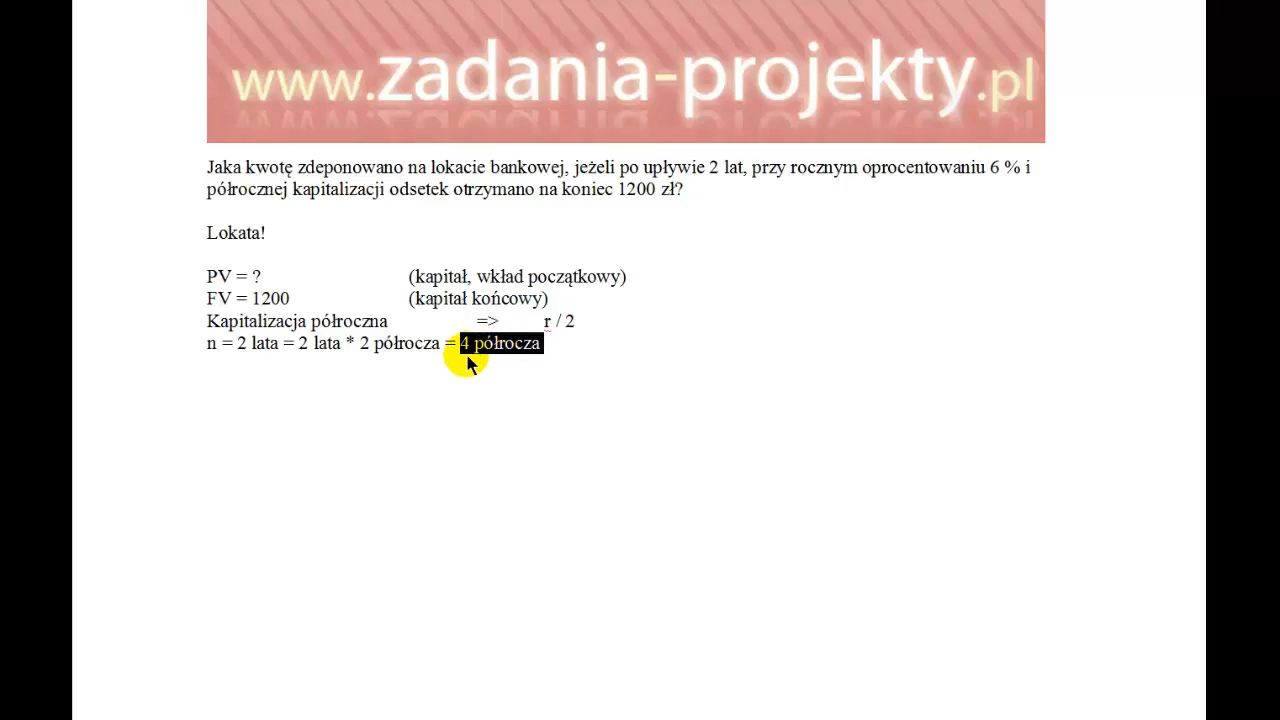 www.zadania-projekty.pl
Jaka kwotę zdeponowano na lokacie bankowej, jeżeli po upływie 2 lat, przy rocznym oprocentowaniu 6 % i
półrocznej kapitalizacji odsetek otrzymano na koniec 1200 zł?
Lokata!
PV = ? (kapitał, wkład początkowy)
FV = 1200 (kapitał końcowy)
Kapitalizacja półroczna => r / 2
n = 2 lata = 2 lata * 2 półrocza = 4 półrocza